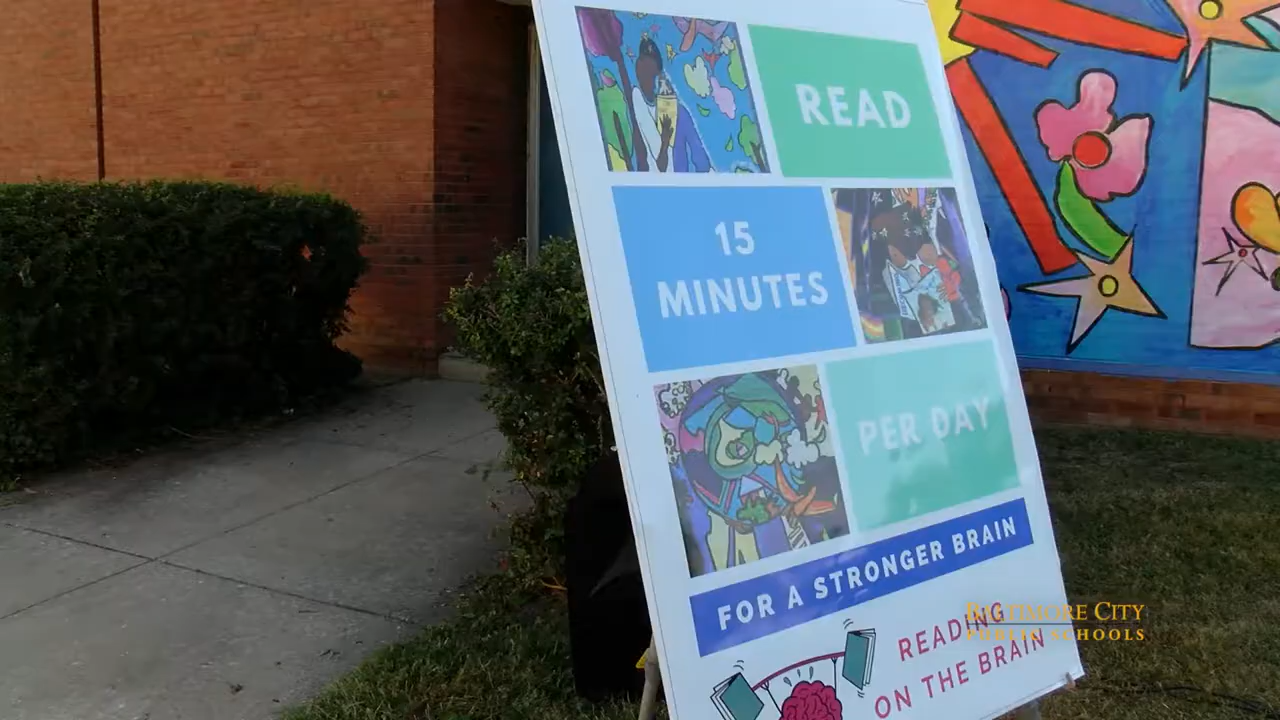 READ
15
MINUTES
PER DAY
FOR A STRONGER BRAIN
READING
ON THE BRAIN
BALTIMORE CITY
PUBLIC SCHOOLS